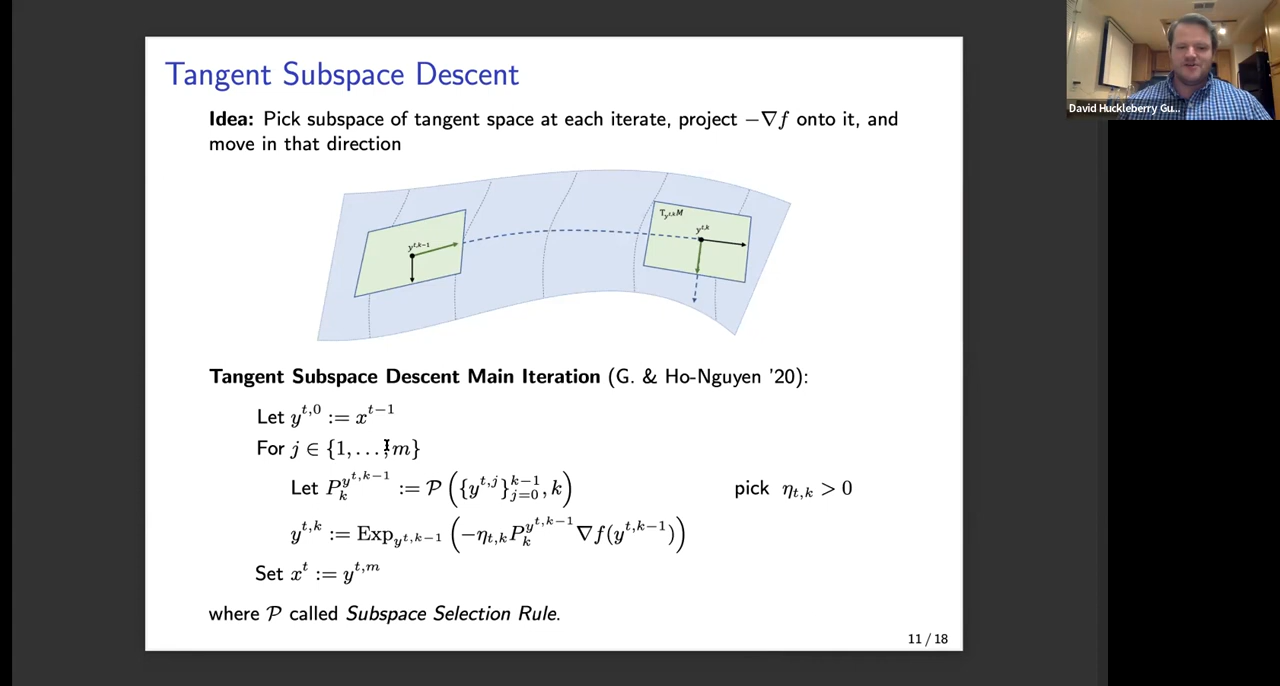 Tangent Subspace Descent
David Huckleberry Gu...
Idea: Pick subspace of tangent space at each iterate, project −∇f onto it, and
move in that direction
y^{t,k−1}
T_{y^{t,k}}M
y^{t,k}
Tangent Subspace Descent Main Iteration (G. & Ho-Nguyen '20):
Let y^{t,0} := x^{t−1}
For j ∈ {1, . . . , m}
Let P_k^{y^{t,k−1}} := 𝒫 ({y^{t,j}}_{j=0}^{k−1}, k) pick η_{t,k} > 0
y^{t,k} := Exp_{y^{t,k−1}} (−η_{t,k} P_k^{y^{t,k−1}} ∇f(y^{t,k−1}))
Set x^t := y^{t,m}
where 𝒫 called Subspace Selection Rule.
11 / 18